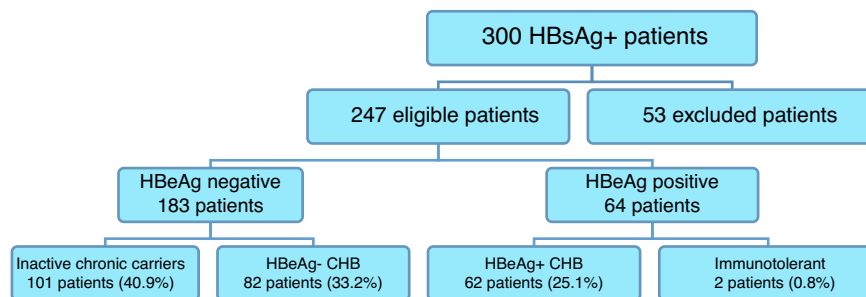 300 HBsAg+ patients
247 eligible patients
53 excluded patients
HBeAg negative
183 patients
HBeAg positive
64 patients
Inactive chronic carriers
101 patients (40.9%)
HBeAg- CHB
82 patients (33.2%)
HBeAg+ CHB
62 patients (25.1%)
Immunotolerant
2 patients (0.8%)